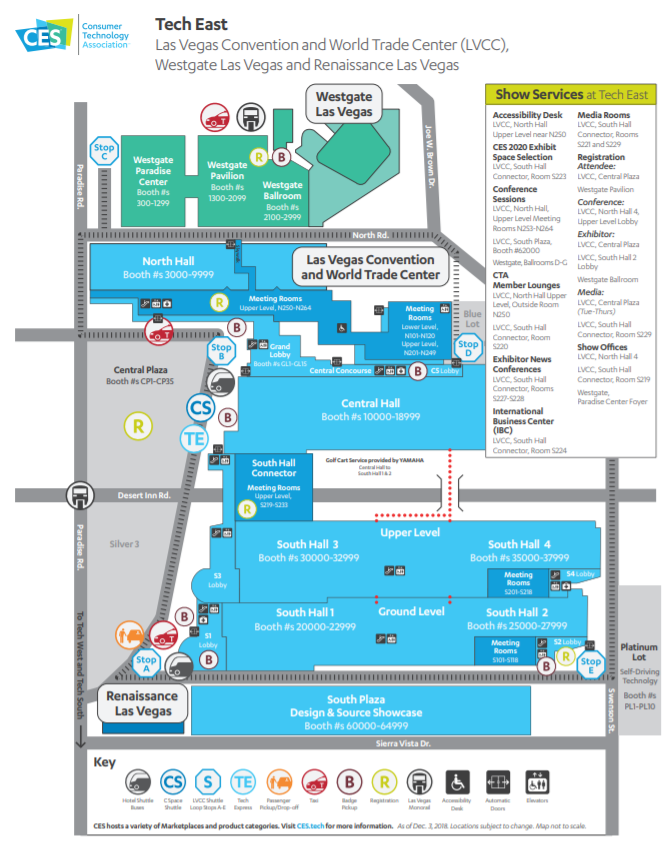 CES
Consumer
Technology
Association
Tech East
Las Vegas Convention and World Trade Center (LVCC),
Westgate Las Vegas and Renaissance Las Vegas
Westgate
Las Vegas
Stop
C
Westgate
Paradise
Center
Booth #s
300-1299
Westgate
Pavilion
Booth #s
1300-2099
R
B
Westgate
Ballroom
Booth #s
2100-2999
Paradise Rd.
Joe W. Brown Dr.
North Rd.
North Hall
Booth #s 3000-9999
Las Vegas Convention
and World Trade Center
Meeting Rooms
Upper Level, N250-N264
R
Meeting
Rooms
Lower Level,
N101-N120
Upper Level,
N201-N249
Blue
Lot
Stop
D
B
Stop
B
Grand
Lobby
Booth #s GL1-GL15
Central Concourse
B
C5 Lobby
Central Plaza
Booth #s CP1-CP35
R
CS
B
TE
Central Hall
Booth #s 10000-18999
South Hall
Connector
Meeting Rooms
Upper Level,
S219-S233
R
Golf Cart Service provided by YAMAHA
Central Hall to
South Hall 1 & 2
Desert Inn Rd.
Silver 3
Paradise Rd.
To Tech West and Tech South
Upper Level
South Hall 3
Booth #s 30000-32999
South Hall 4
Booth #s 35000-37999
S3
Lobby
Meeting
Rooms
S201-S218
S4 Lobby
South Hall 1
Booth #s 20000-22999
Ground Level
South Hall 2
Booth #s 25000-27999
B
S1
Lobby
B
Stop
A
Meeting
Rooms
S101-S118
S2 Lobby
B
R
Stop
E
Platinum
Lot
Self-Driving
Technolgy
Booth #s
PL1-PL10
Renaissance
Las Vegas
South Plaza
Design & Source Showcase
Booth #s 60000-64999
Swenson St.
Sierra Vista Dr.
Show Services at Tech East
Accessibility Desk
LVCC, North Hall
Upper Level near N250
CES 2020 Exhibit
Space Selection
LVCC, South Hall
Connector, Room S223
Conference
Sessions
LVCC, North Hall,
Upper Level Meeting
Rooms N253-N264
LVCC, South Plaza,
Booth #62000
Westgate, Ballrooms D-G
CTA
Member Lounges
LVCC, North Hall Upper
Level, Outside Room
N250
LVCC, South Hall
Connector, Room
S220
Exhibitor News
Conferences
LVCC, South Hall
Connector, Rooms
S227-S228
International
Business Center
(IBC)
LVCC, South Hall
Connector, Room S224
Media Rooms
LVCC, South Hall
Connector, Rooms
S221 and S229
Registration
Attendee:
LVCC, Central Plaza
Westgate Pavilion
Conference:
LVCC, North Hall 4,
Upper Level Lobby
Exhibitor:
LVCC, Central Plaza
LVCC, South Hall 2
Lobby
Westgate Ballroom
Media:
LVCC, Central Plaza
(Tue-Thurs.)
LVCC, South Hall
Connector, Room S229
Show Offices
LVCC, North Hall 4
LVCC, South Hall
Connector, Room S219
Westgate,
Paradise Center Foyer
Key
CS
S
TE
B
R
Hotel Shuttle
Buses
C Space
Shuttle
LVCC Shuttle
Loop Stops A-E
Tech
Express
Passenger
Pickup/Drop-off
Taxi
Badge
Pickup
Registration
Las Vegas
Monorail
Accessibility
Desk
Automatic
Doors
Elevators
CES hosts a variety of Marketplaces and product categories. Visit CES.tech for more information. As of Dec. 3, 2018. Locations subject to change. Map not to scale.